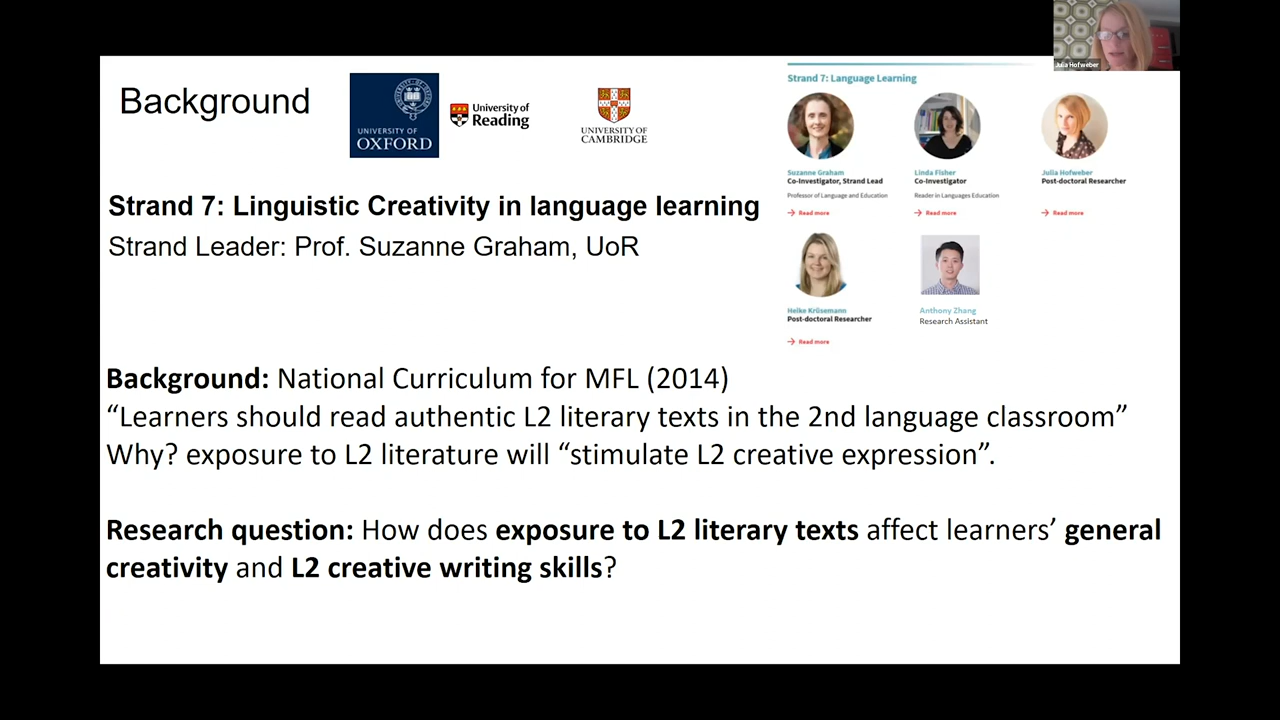 Julia Hofweber
Background
UNIVERSITY OF
OXFORD
University of
Reading
UNIVERSITY OF
CAMBRIDGE
Strand 7: Linguistic Creativity in language learning
Strand Leader: Prof. Suzanne Graham, UoR
Strand 7: Language Learning
Suzanne Graham
Co-Investigator, Strand Lead
Professor of Language and Education
→ Read more
Linda Fisher
Co-Investigator
Reader in Languages Education
→ Read more
Julia Hofweber
Post-doctoral Researcher
→ Read more
Heike Krüsemann
Post-doctoral Researcher
→ Read more
Anthony Zhang
Research Assistant
Background: National Curriculum for MFL (2014)
“Learners should read authentic L2 literary texts in the 2nd language classroom”
Why? exposure to L2 literature will “stimulate L2 creative expression”.
Research question: How does exposure to L2 literary texts affect learners’ general
creativity and L2 creative writing skills?